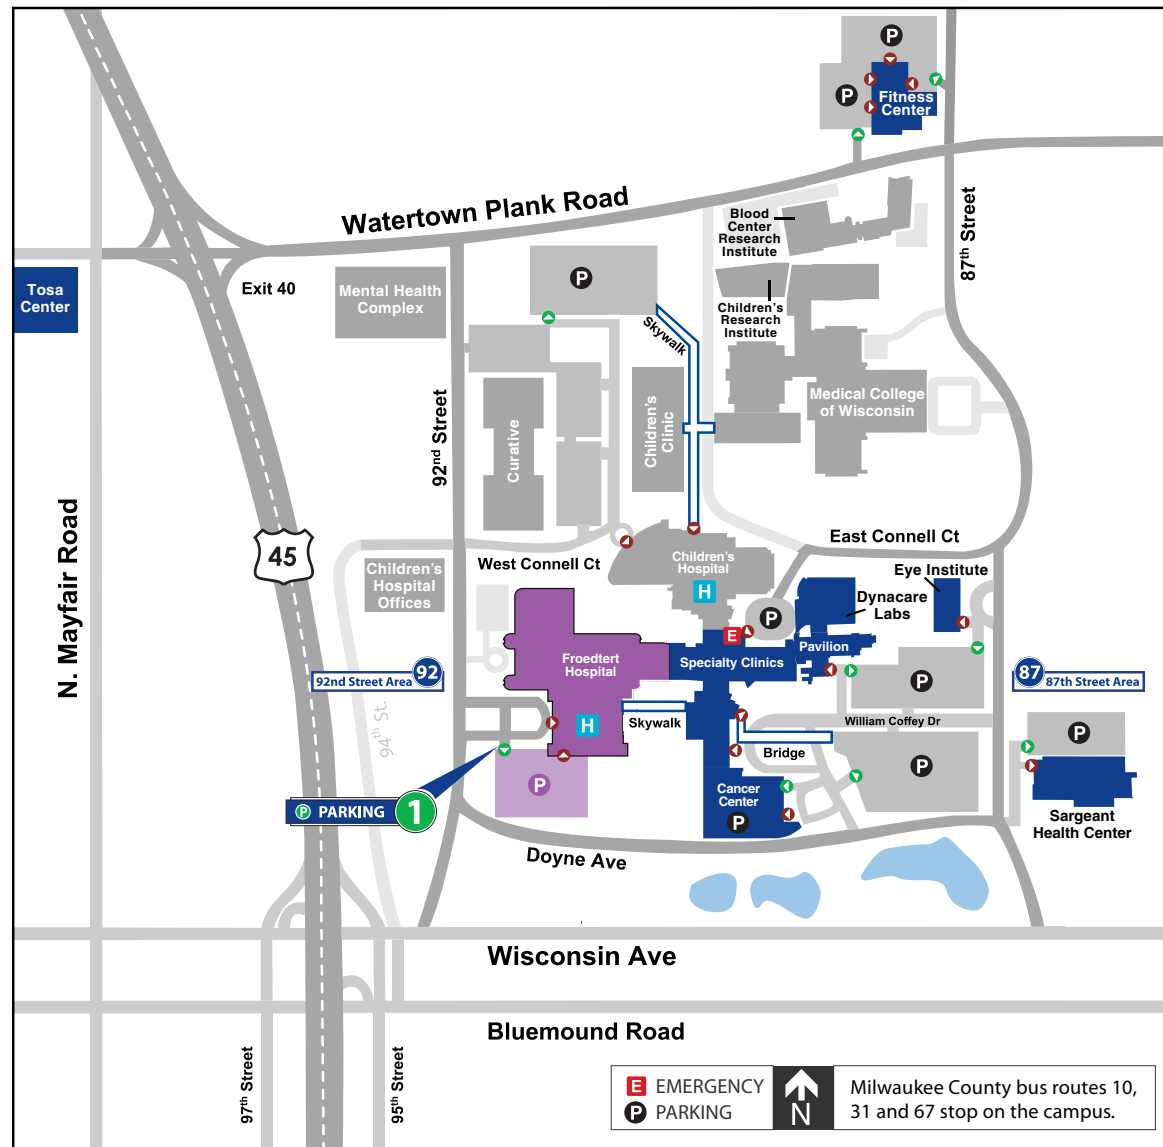 P
P
Fitness
Center
Watertown Plank Road
Blood
Center
Research
Institute
87th Street
Tosa
Center
Exit 40
Mental Health
Complex
P
Skywalk
Children's
Research
Institute
92nd Street
Curative
Children's
Clinic
Medical College
of Wisconsin
N. Mayfair Road
45
West Connell Ct
East Connell Ct
Children's
Hospital
H
Children's
Hospital
Offices
Eye Institute
Dynacare
Labs
P
E
Pavilion
Froedtert
Hospital
Specialty Clinics
92nd Street Area
92
87
87th Street Area
P
94th St.
H
Skywalk
William Coffey Dr
Bridge
P
P
P
P
PARKING
1
Cancer
Center
P
Sargeant
Health Center
Doyne Ave
Wisconsin Ave
Bluemound Road
97th Street
95th Street
E EMERGENCY
P PARKING
N
Milwaukee County bus routes 10,
31 and 67 stop on the campus.